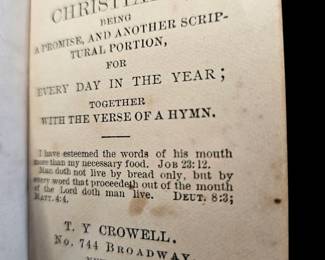 CHRISTIAN
BEING
A PROMISE, AND ANOTHER SCRIP-
TURAL PORTION,
FOR
EVERY DAY IN THE YEAR;
TOGETHER
WITH THE VERSE OF A HYMN.
I have esteemed the words of his mouth
more than my necessary food. JOB 23:12.
Man doth not live by bread only, but by
every word that proceedeth out of the mouth
of the Lord doth man live. DEUT. 8:3;
MATT. 4:4.
T. Y CROWELL.
No. 744 BROADWAY,